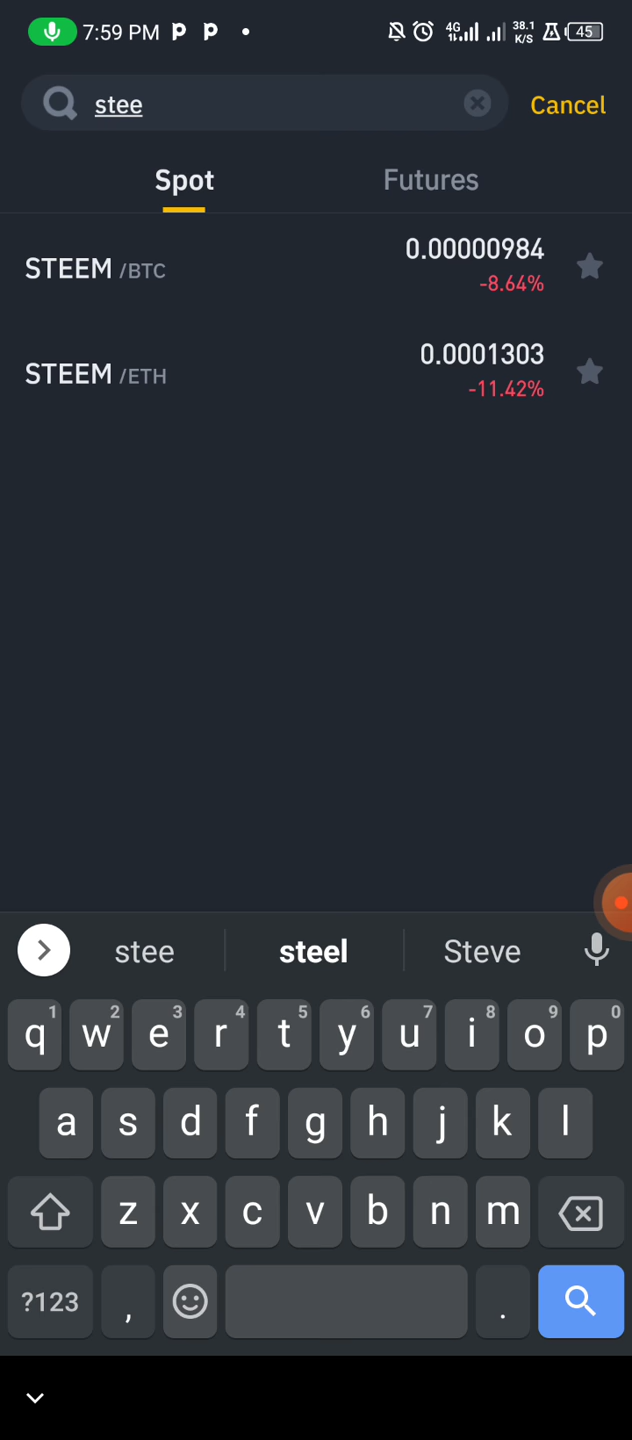 7:59 PM
4G
38.1
K/S
45
stee
Cancel
Spot
Futures
STEEM /BTC
0.00000984
-8.64%
STEEM /ETH
0.0001303
-11.42%
stee
steel
Steve
q 1 w 2 e 3 r 4 t 5 y 6 u 7 i 8 o 9 p 0
a s d f g h j k l
z x c v b n m
?123 , .